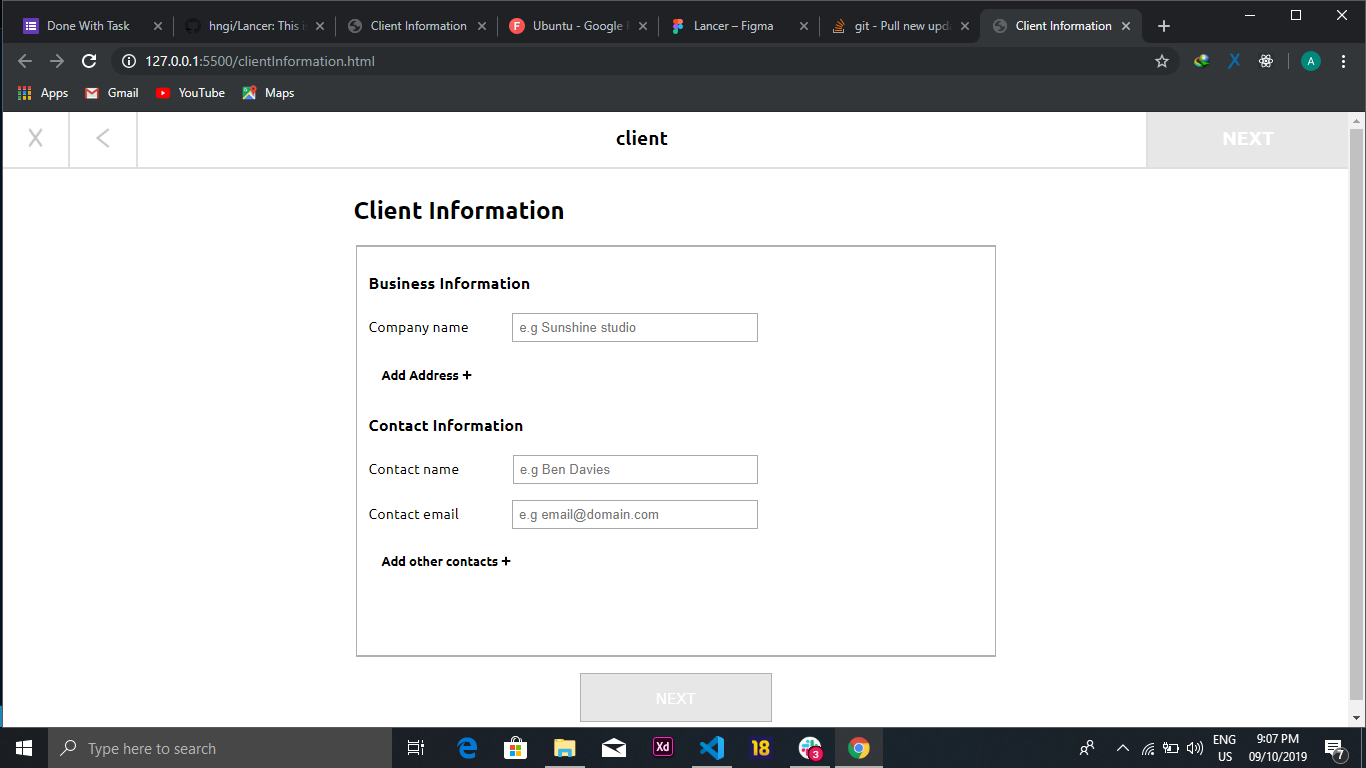 Done With Task
hngi/Lancer: This i
Client Information
Ubuntu - Google
Lancer – Figma
git - Pull new upda
Client Information
127.0.0.1:5500/clientInformation.html
A
Apps
Gmail
YouTube
Maps
X
<
client
NEXT
Client Information
Business Information
Company name
e.g Sunshine studio
Add Address +
Contact Information
Contact name
e.g Ben Davies
Contact email
e.g email@domain.com
Add other contacts +
NEXT
Type here to search
Xd
18
3
ENG
US
9:07 PM
09/10/2019
7